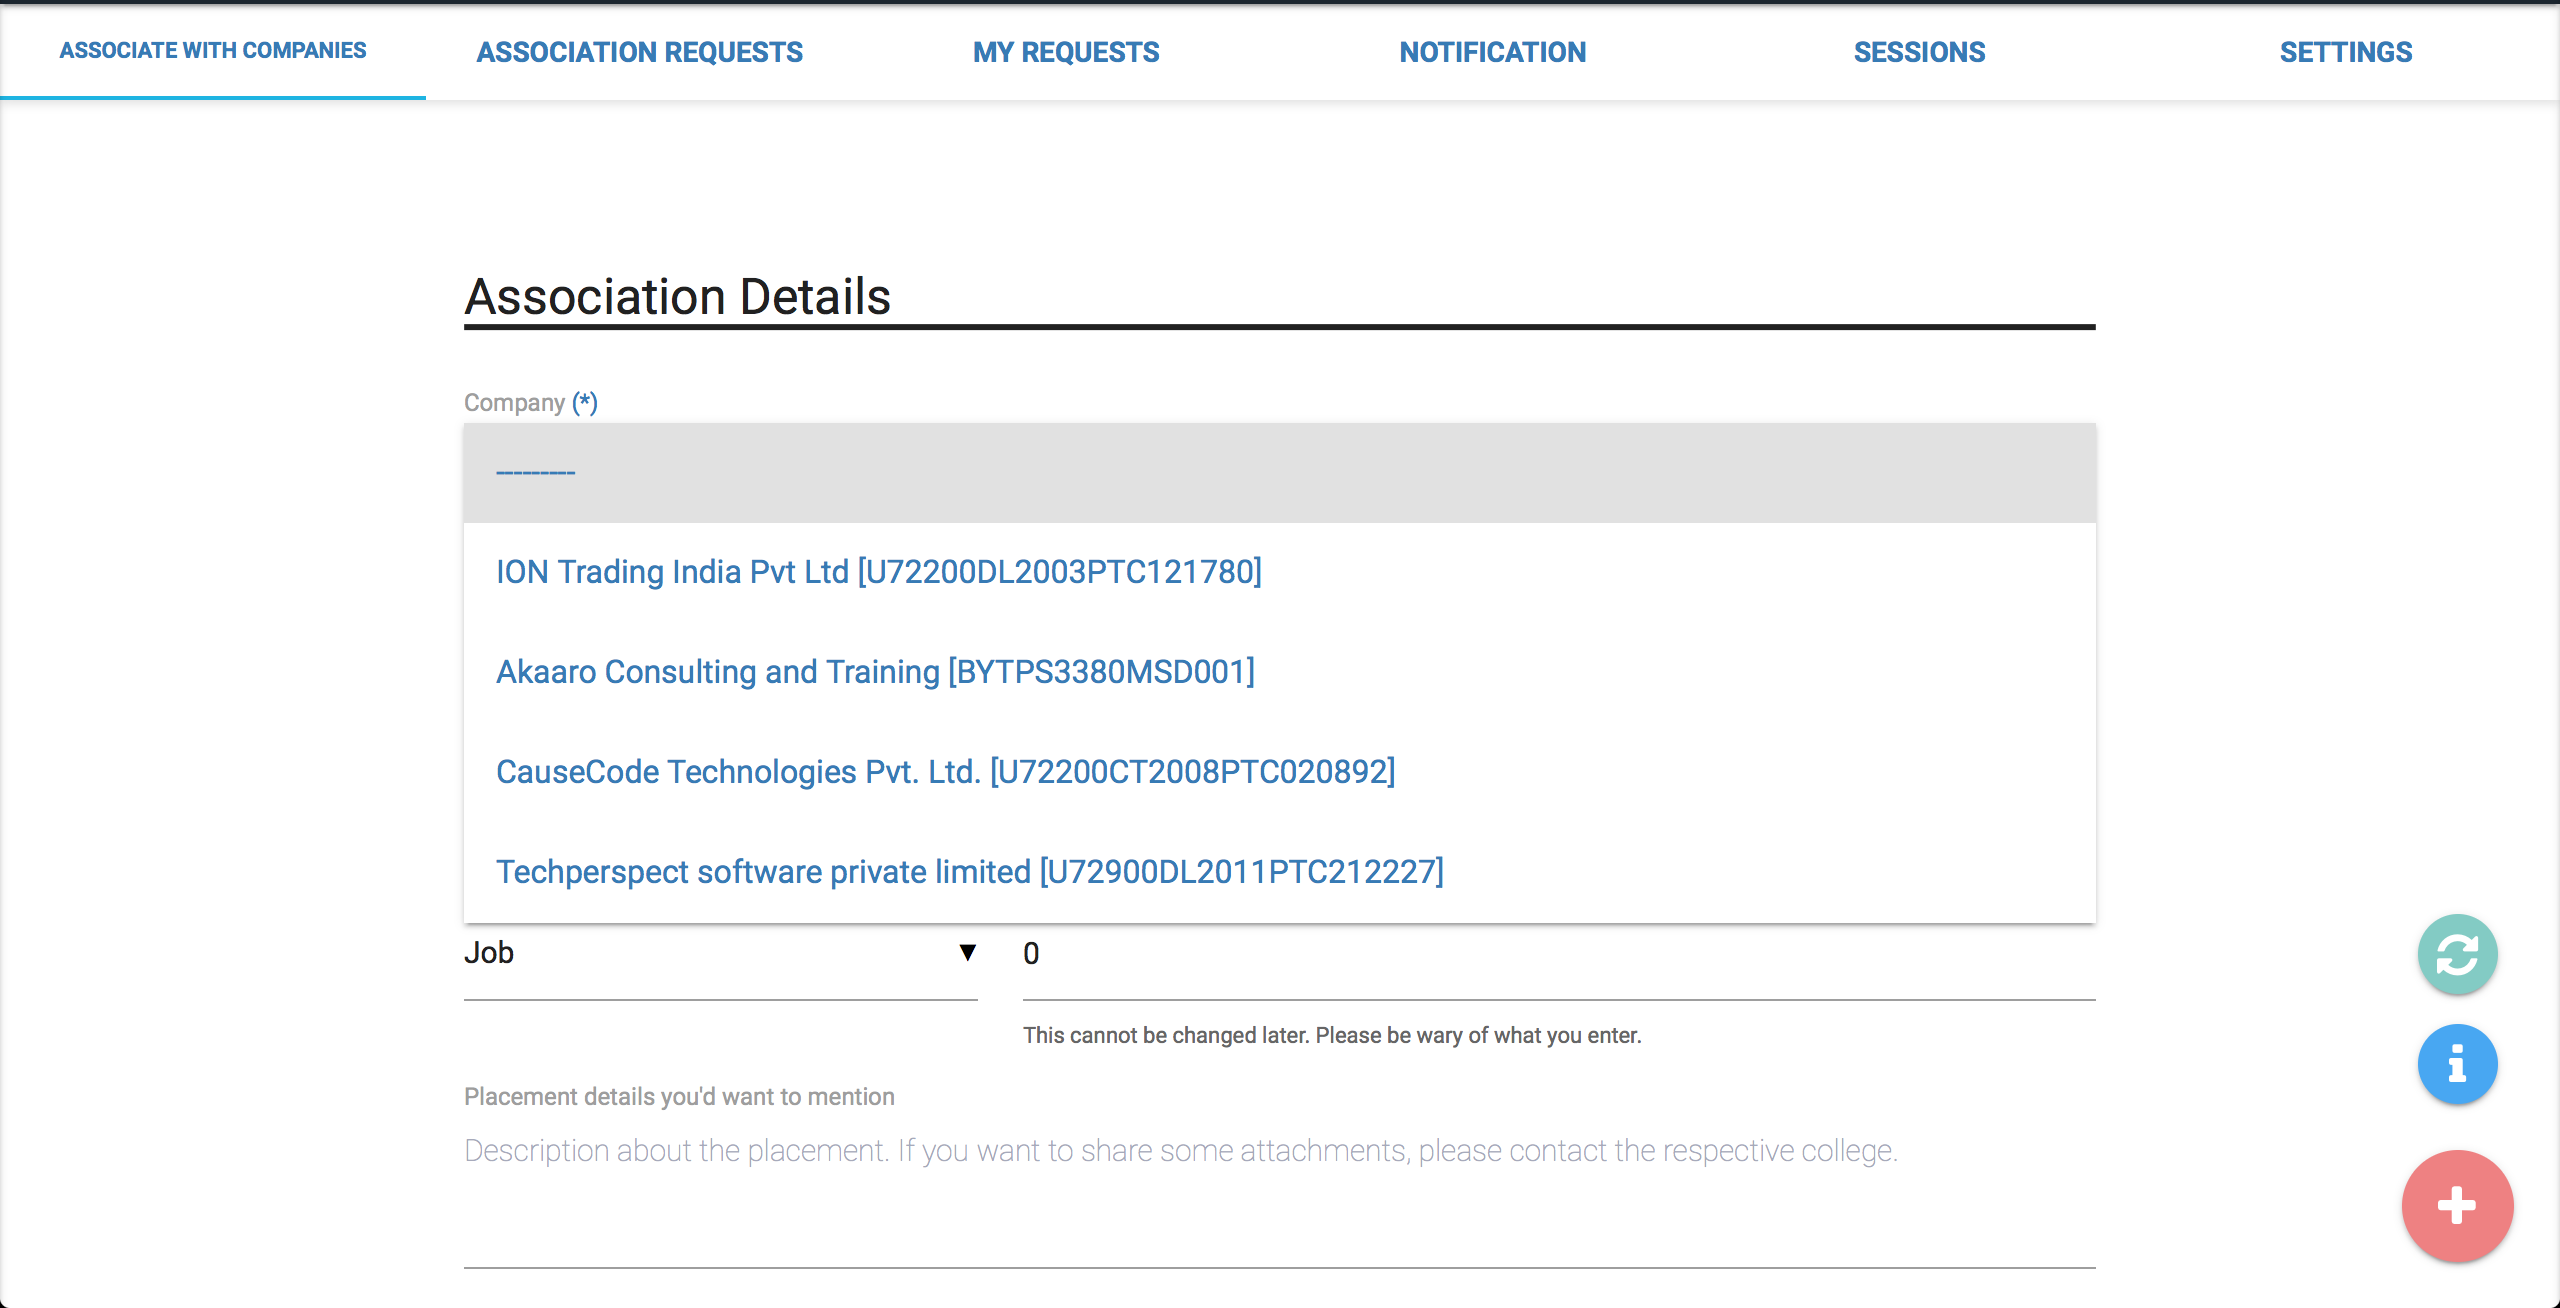 ASSOCIATE WITH COMPANIES
ASSOCIATION REQUESTS
MY REQUESTS
NOTIFICATION
SESSIONS
SETTINGS
Association Details
Company (*)
---------
ION Trading India Pvt Ltd [U72200DL2003PTC121780]
Akaaro Consulting and Training [BYTPS3380MSD001]
CauseCode Technologies Pvt. Ltd. [U72200CT2008PTC020892]
Techperspect software private limited [U72900DL2011PTC212227]
Job
0
This cannot be changed later. Please be wary of what you enter.
Placement details you'd want to mention
Description about the placement. If you want to share some attachments, please contact the respective college.